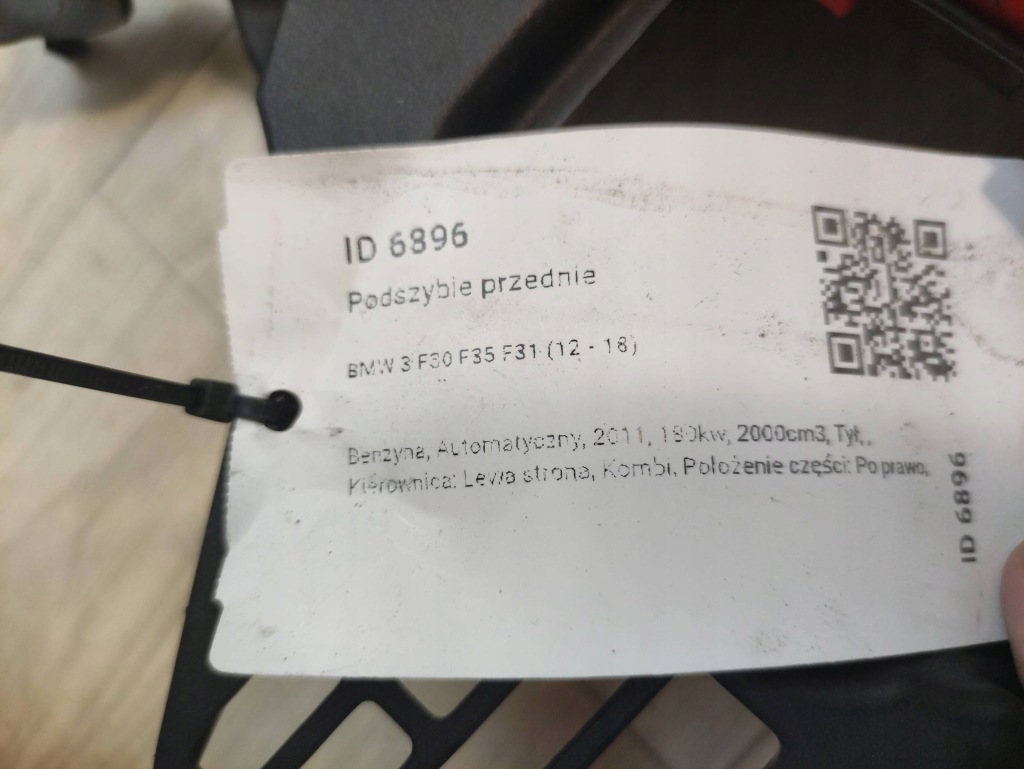 ID 6896
Podszybie przednie
BMW 3 F30 F35 F31 (12 - 18)
Benzyna, Automatyczny, 2011, 180kw, 2000cm3, Tył, ,
Kierownica: Lewa strona, Kombi, Położenie części: Po prawo,
ID 6896